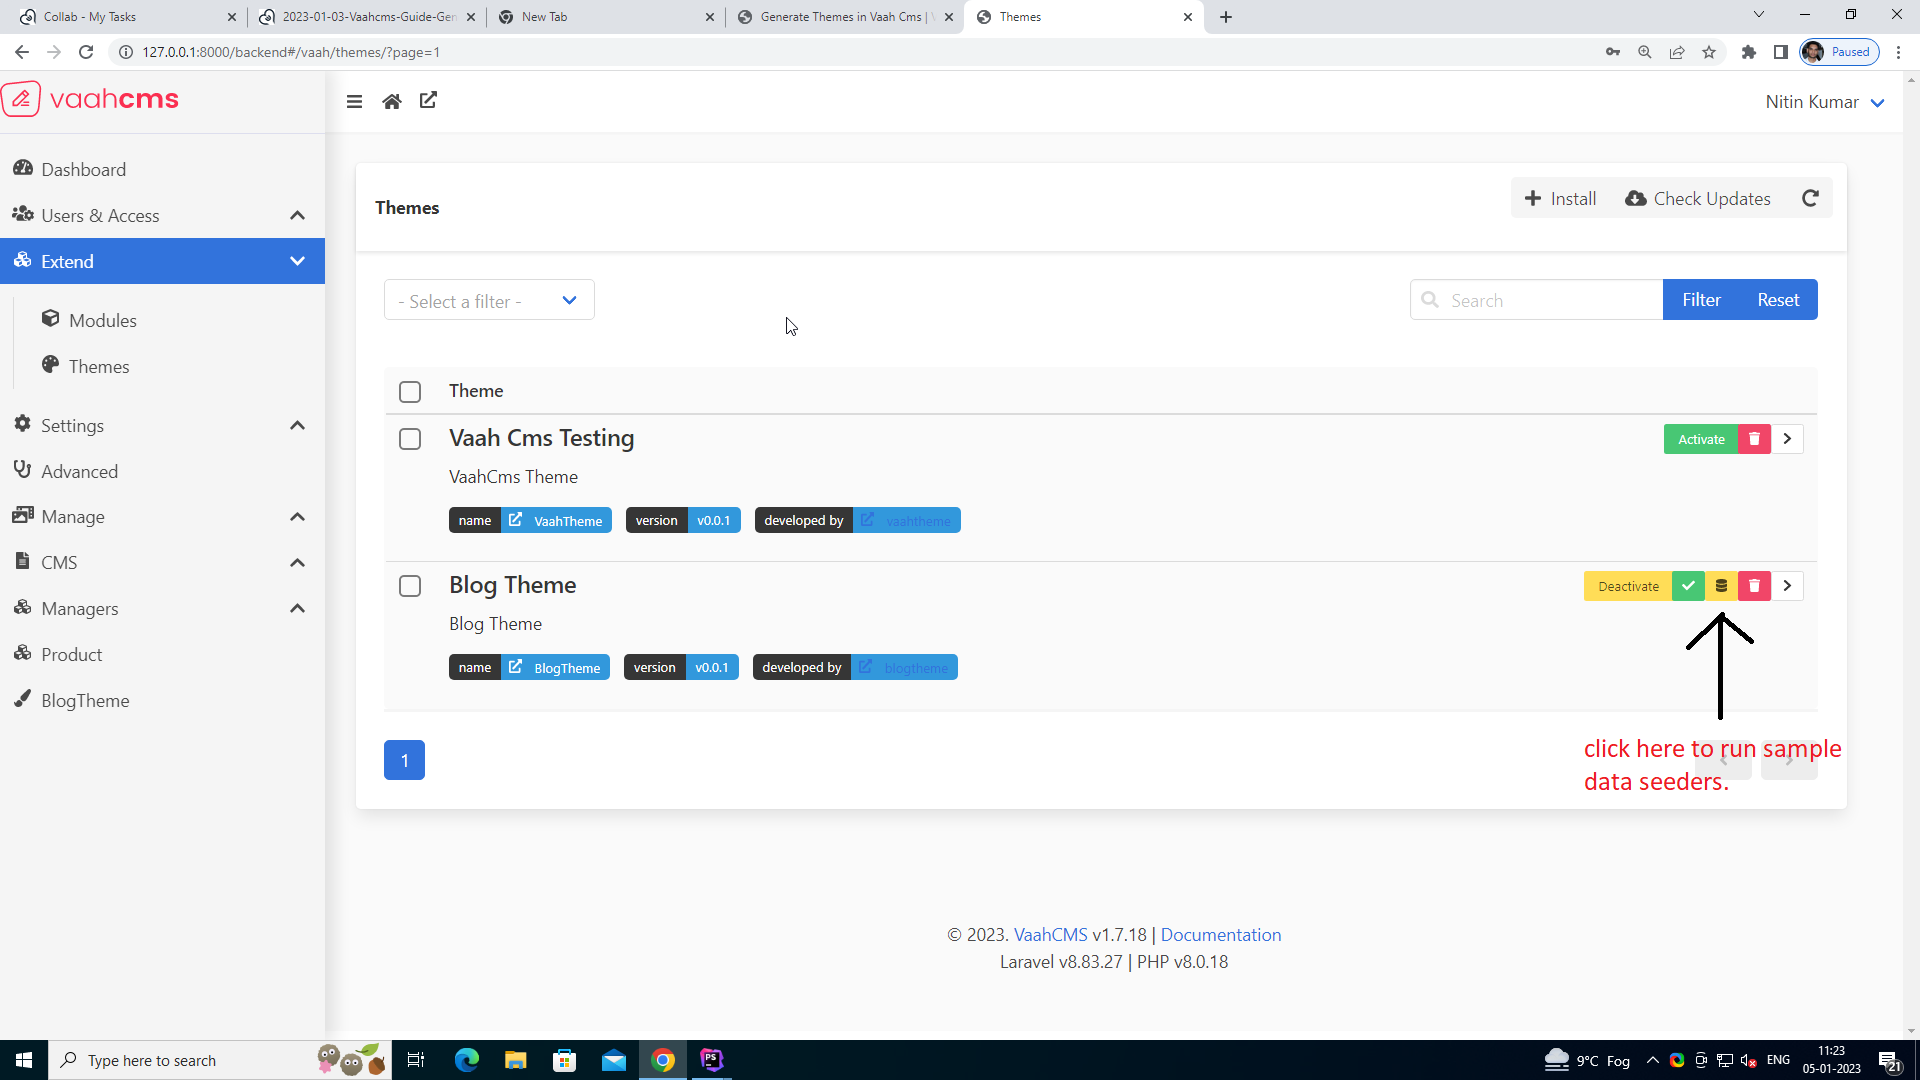 Collab - My Tasks
2023-01-03-Vaahcms-Guide-Gen
New Tab
Generate Themes in Vaah Cms |
Themes
127.0.0.1:8000/backend#/vaah/themes/?page=1
Paused
vaahcms
Nitin Kumar
Dashboard
Users & Access
Extend
Modules
Themes
Settings
Advanced
Manage
CMS
Managers
Product
BlogTheme
Themes
Install
Check Updates
- Select a filter -
Search
Filter
Reset
Theme
Vaah Cms Testing
Activate
VaahCms Theme
name VaahTheme version v0.0.1 developed by vaahtheme
Blog Theme
Deactivate
Blog Theme
name BlogTheme version v0.0.1 developed by blogtheme
click here to run sample
data seeders.
1
© 2023. VaahCMS v1.7.18 | Documentation
Laravel v8.83.27 | PHP v8.0.18
Type here to search
PS
9°C Fog
ENG
11:23
05-01-2023
21